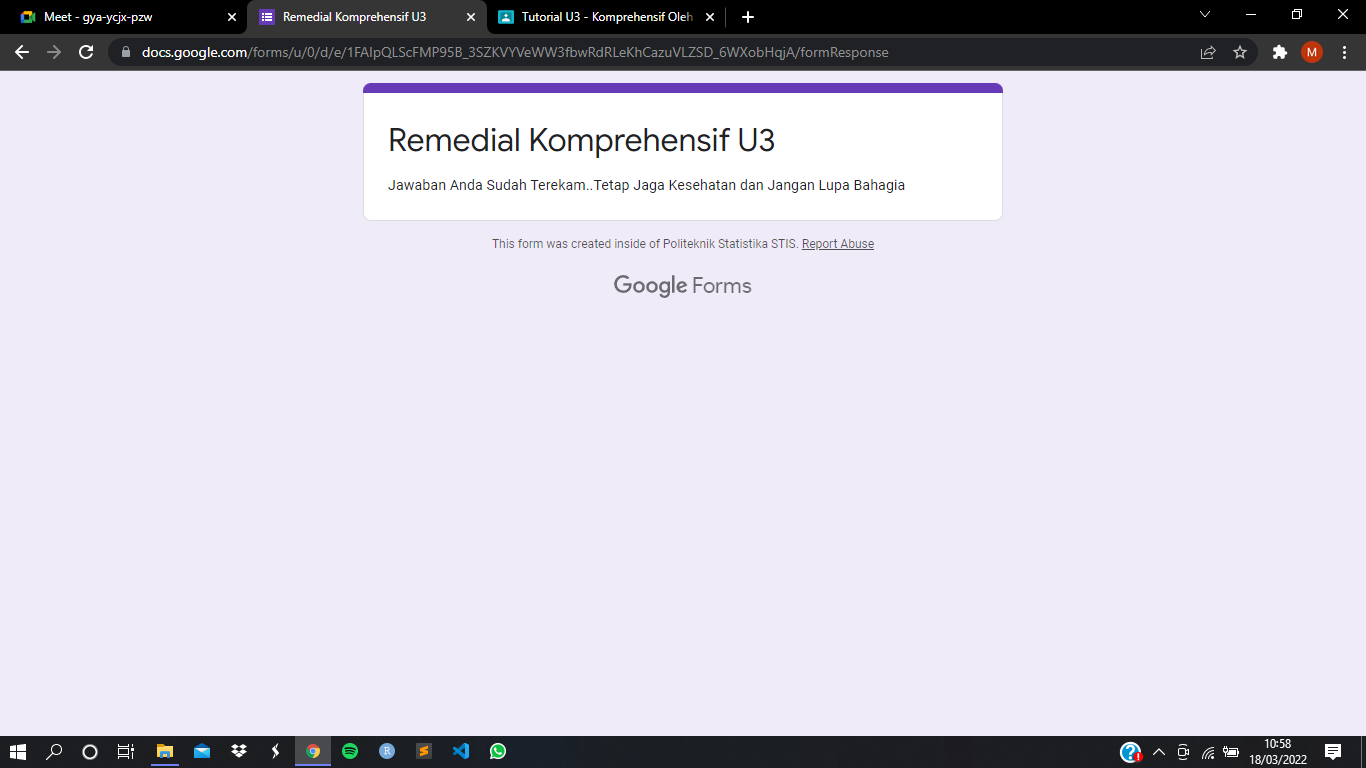 Meet - gya-ycjx-pzw
Remedial Komprehensif U3
Tutorial U3 - Komprehensif Oleh
docs.google.com/forms/u/0/d/e/1FAIpQLScFMP95B_3SZKVYVeWW3fbwRdRLeKhCazuVLZSD_6WXobHqjA/formResponse
M
Remedial Komprehensif U3
Jawaban Anda Sudah Terekam..Tetap Jaga Kesehatan dan Jangan Lupa Bahagia
This form was created inside of Politeknik Statistika STIS. Report Abuse
Google Forms
R
10:58
18/03/2022